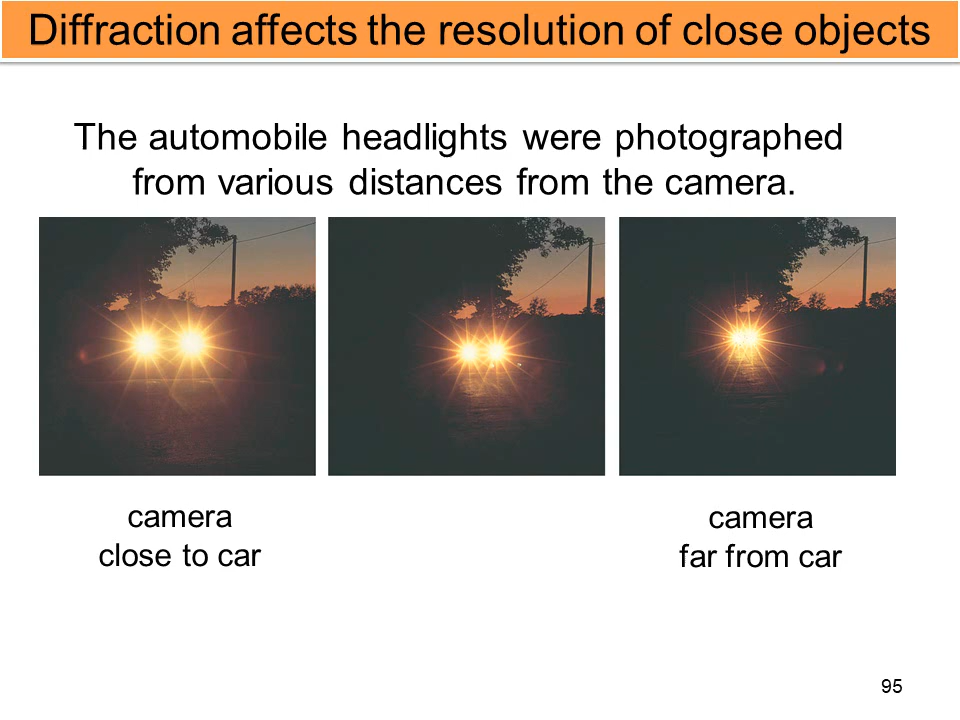 Diffraction affects the resolution of close objects
The automobile headlights were photographed
from various distances from the camera.
camera
close to car
camera
far from car
95